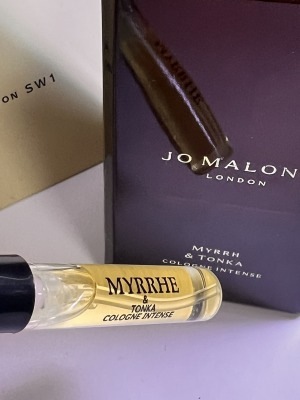 ON SW1
JO MALON
LONDON
MYRRH
& TONKA
COLOGNE INTENSE
MYRRHE
&
TONKA
COLOGNE INTENSE